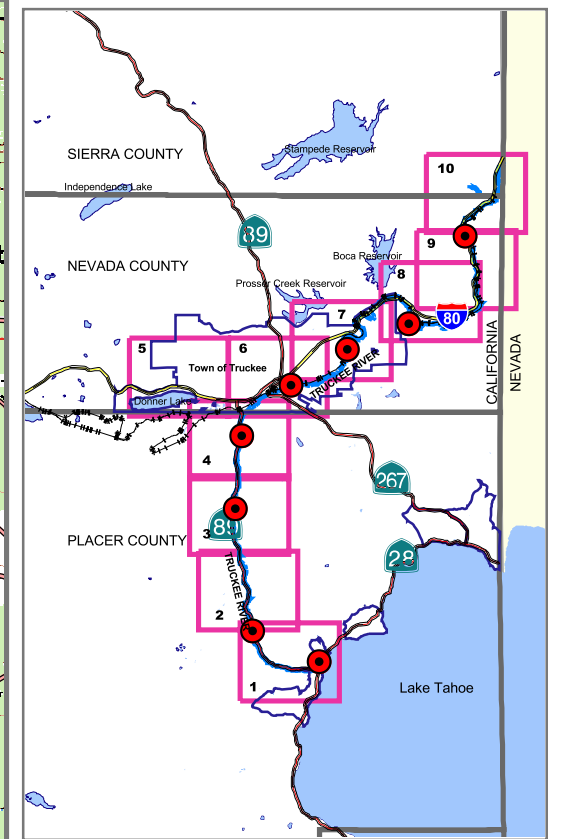 10
SIERRA COUNTY
Stampede Reservoir
Independence Lake
89
9
Boca Reservoir
NEVADA COUNTY
8
Prosser Creek Reservoir
7
80
5
6
CALIFORNIA
NEVADA
Town of Truckee
TRUCKEE RIVER
Donner Lake
4
267
3
89
PLACER COUNTY
28
TRUCKEE RIVER
2
1
Lake Tahoe